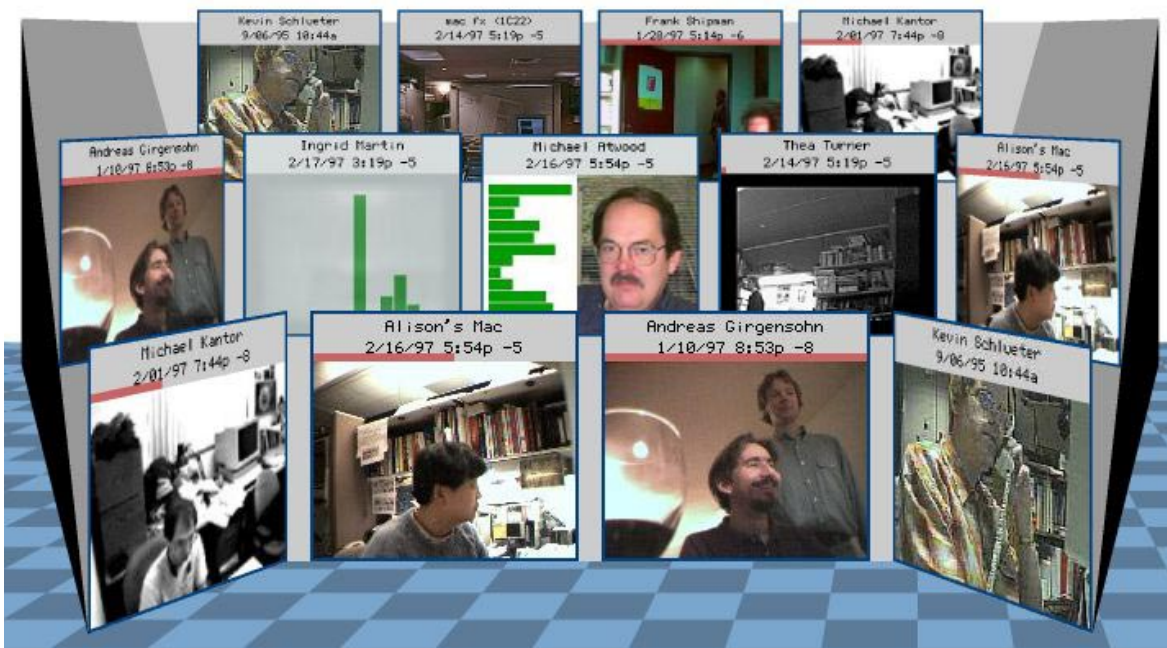 Kevin Schlueter
9/06/95 10:44a
mac fx (1C22)
2/14/97 5:19p -5
Frank Shipman
1/28/97 5:14p -6
Michael Kantor
2/01/97 7:44p -8
Andreas Girgensohn
1/10/97 8:53p -8
Ingrid Martin
2/17/97 3:19p -5
Michael Atwood
2/16/97 5:54p -5
Thea Turner
2/14/97 5:19p -5
Alison's Mac
2/16/97 5:54p -5
Michael Kantor
2/01/97 7:44p -8
Alison's Mac
2/16/97 5:54p -5
Andreas Girgensohn
1/10/97 8:53p -8
Kevin Schlueter
9/06/95 10:44a